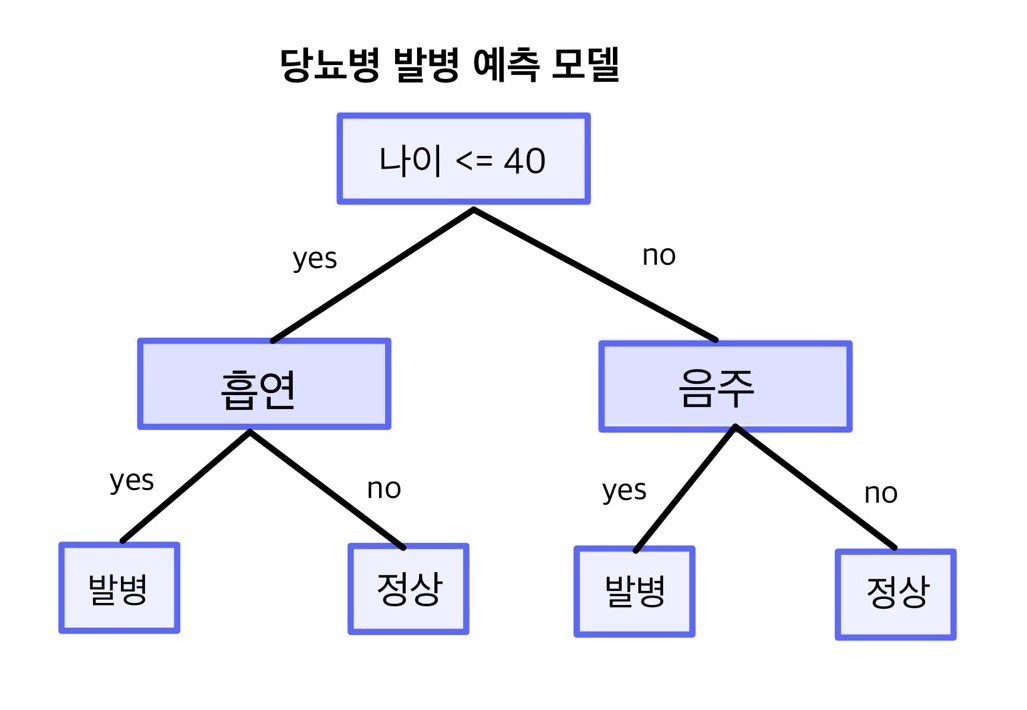 당뇨병 발병 예측 모델
나이 <= 40
yes
no
흡연
음주
yes
no
yes
no
발병
정상
발병
정상